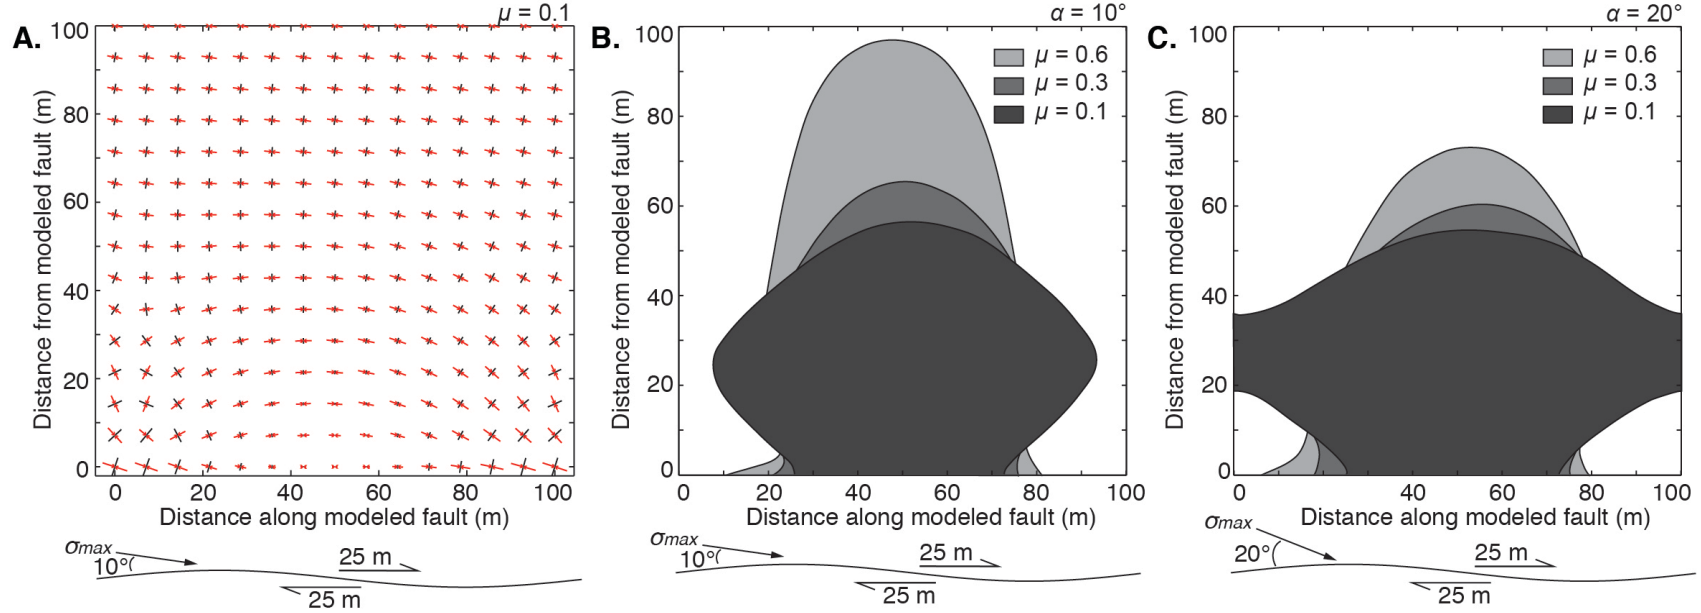 A.
μ = 0.1
Distance from modeled fault (m)
100
80
60
40
20
0
0 20 40 60 80 100
Distance along modeled fault (m)
σmax
10°
25 m
25 m
B.
α = 10°
Distance from modeled fault (m)
100
80
60
40
20
0
μ = 0.6
μ = 0.3
μ = 0.1
0 20 40 60 80 100
Distance along modeled fault (m)
σmax
10°
25 m
25 m
C.
α = 20°
Distance from modeled fault (m)
100
80
60
40
20
0
μ = 0.6
μ = 0.3
μ = 0.1
0 40 60 80 100
Distance along modeled fault (m)
σmax
20°
25 m
25 m